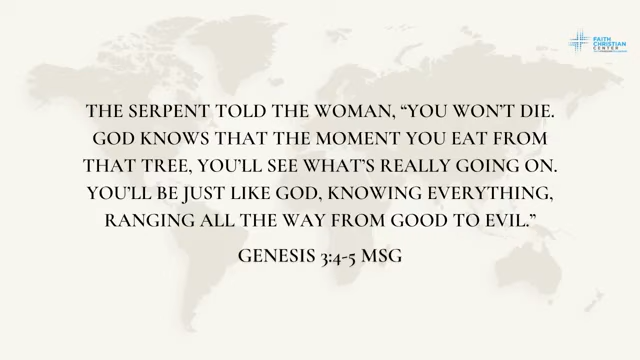 FAITH
CHRISTIAN
CENTER
THE SERPENT TOLD THE WOMAN, “YOU WON’T DIE.
GOD KNOWS THAT THE MOMENT YOU EAT FROM
THAT TREE, YOU’LL SEE WHAT’S REALLY GOING ON.
YOU’LL BE JUST LIKE GOD, KNOWING EVERYTHING,
RANGING ALL THE WAY FROM GOOD TO EVIL.”
GENESIS 3:4-5 MSG